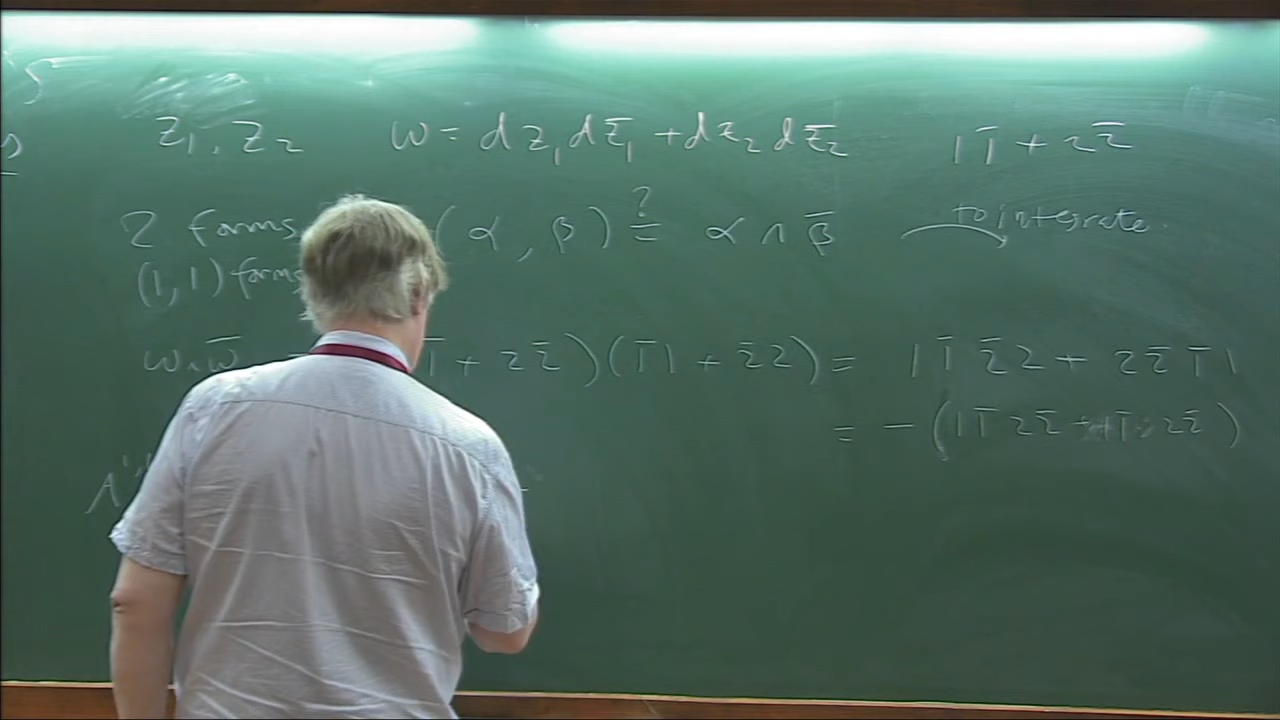 z₁, z₂ ω = dz₁dz̄₁ + dz₂dz̄₂ 11̄ + 22̄
2 forms (α, β) ≟ α ∧ β̄ to integrate.
(1,1) forms
ω∧ω̄ 1̄ + 22̄)(1̄1 + 2̄2) = 11̄2̄2 + 22̄1̄1
= -(11̄22̄ + 11̄22̄)
Λ